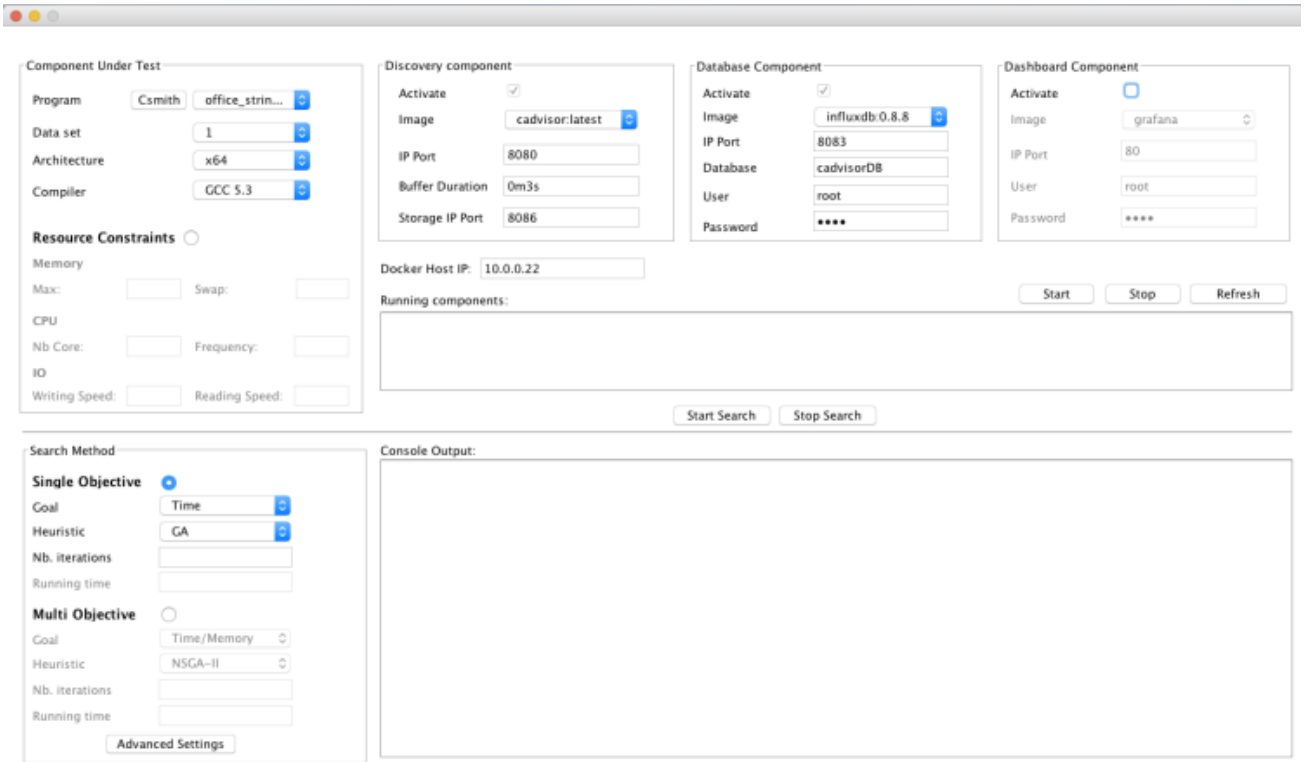 Component Under Test
Program Csmith office_strin...
Data set 1
Architecture x64
Compiler GCC 5.3
Resource Constraints
Memory
Max: Swap:
CPU
Nb Core: Frequency:
IO
Writing Speed: Reading Speed:
Discovery component
Activate
Image cadvisor:latest
IP Port 8080
Buffer Duration 0m3s
Storage IP Port 8086
Database Component
Activate
Image influxdb:0.8.8
IP Port 8083
Database cadvisorDB
User root
Password ••••
Dashboard Component
Activate
Image grafana
IP Port 80
User root
Password ••••
Docker Host IP: 10.0.0.22
Running components:
Start Stop Refresh
Start Search Stop Search
Search Method
Single Objective
Goal Time
Heuristic GA
Nb. iterations
Running time
Multi Objective
Goal Time/Memory
Heuristic NSGA-II
Nb. iterations
Running time
Advanced Settings
Console Output: